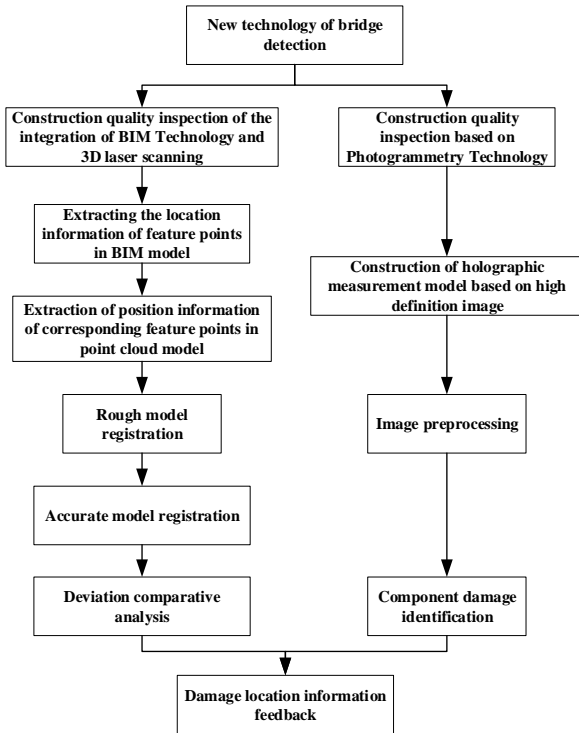 New technology of bridge
detection
Construction quality inspection of the
integration of BIM Technology and
3D laser scanning
Construction quality
inspection based on
Photogrammetry Technology
Extracting the location
information of feature points
in BIM model
Construction of holographic
measurement model based on high
definition image
Extraction of position information
of corresponding feature points in
point cloud model
Rough model
registration
Image preprocessing
Accurate model registration
Deviation comparative
analysis
Component damage
identification
Damage location information
feedback